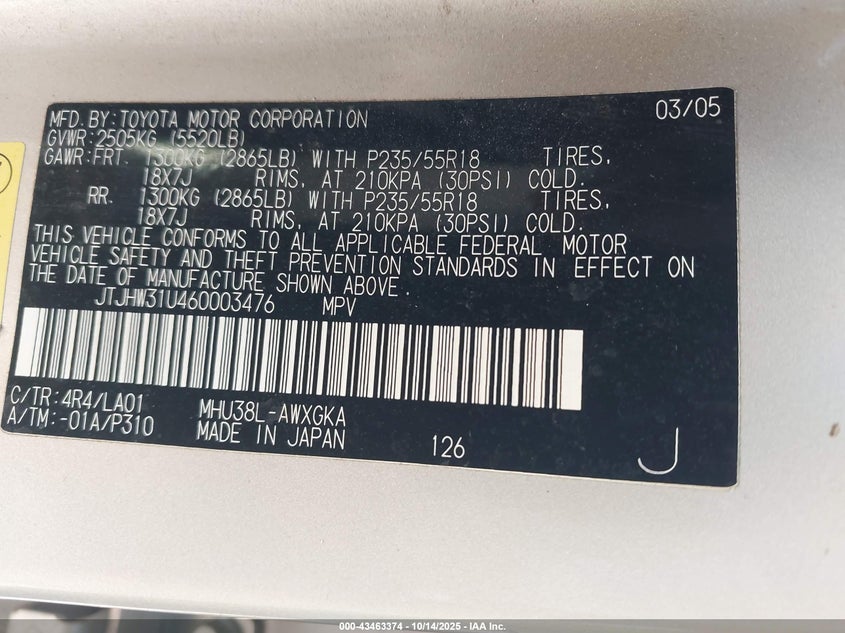 MFD.BY:TOYOTA MOTOR CORPORATION 03/05
GVWR:2505KG (5520LB)
GAWR:FRT. 1300KG (2865LB) WITH P235/55R18 TIRES,
18X7J RIMS, AT 210KPA (30PSI) COLD.
RR. 1300KG (2865LB) WITH P235/55R18 TIRES,
18X7J RIMS, AT 210KPA (30PSI) COLD.
THIS VEHICLE CONFORMS TO ALL APPLICABLE FEDERAL MOTOR
VEHICLE SAFETY AND THEFT PREVENTION STANDARDS IN EFFECT ON
THE DATE OF MANUFACTURE SHOWN ABOVE.
JTJHW31U460003476 MPV
C/TR:4R4/LA01 MHU38L-AWXGKA
A/TM:-01A/P310 MADE IN JAPAN 126 J
000-43463374 - 10/14/2025 - IAA Inc.